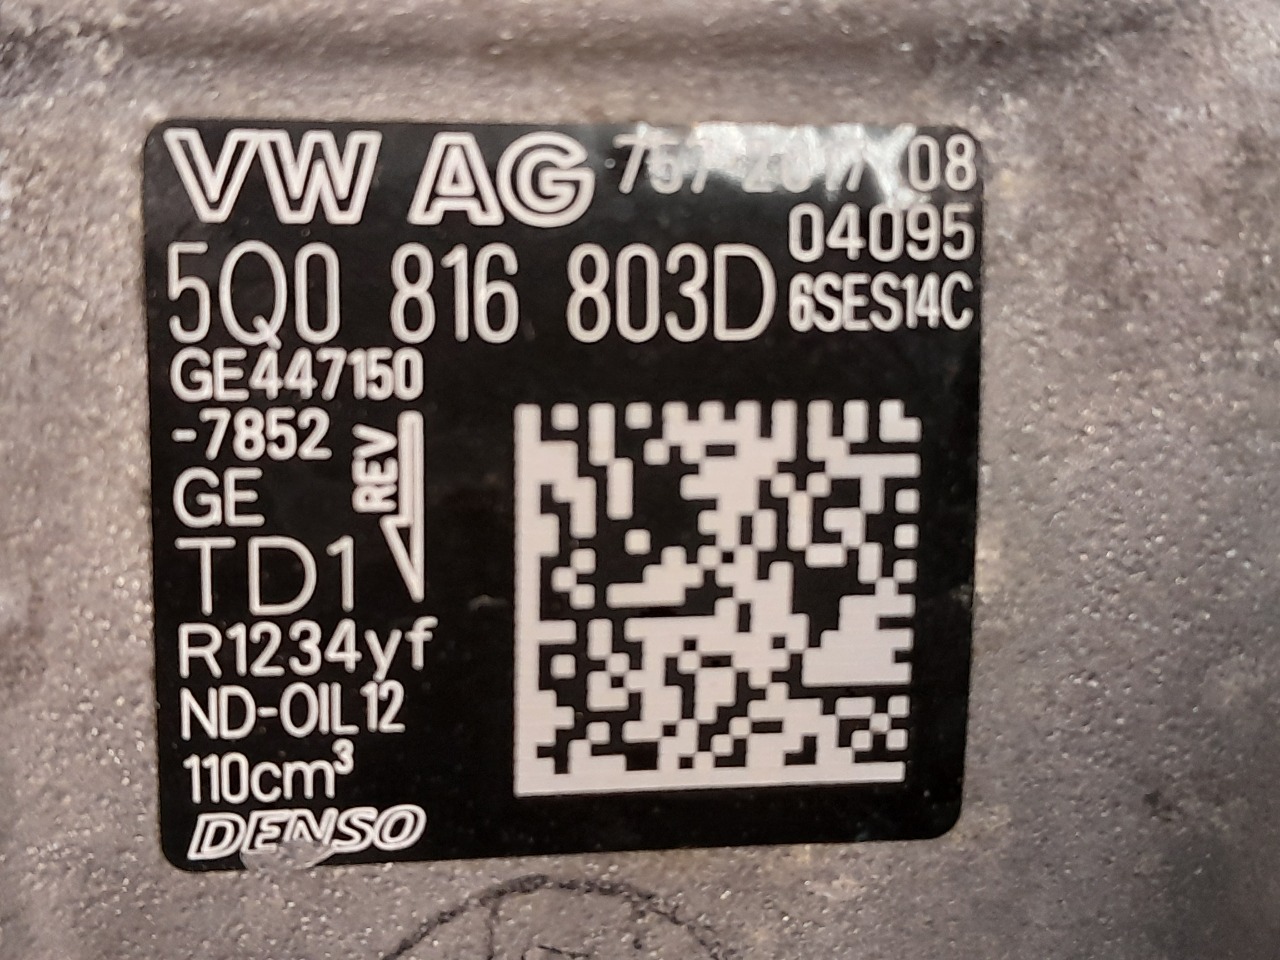 VW AG 08
04095
5Q0 816 803D 6SES14C
GE447150
-7852
REV
GE
TD1
R1234yf
ND-OIL12
110cm³
DENSO